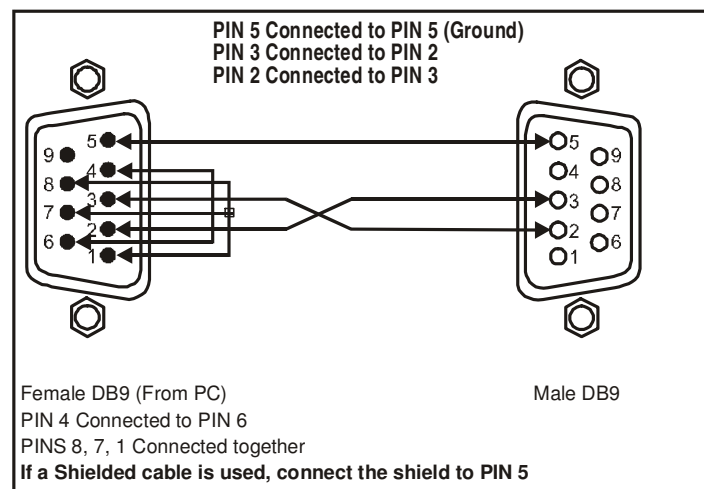 PIN 5 Connected to PIN 5 (Ground)
PIN 3 Connected to PIN 2
PIN 2 Connected to PIN 3
5
9
4
8
3
7
2
6
1
5
9
4
8
3
7
2
6
1
Female DB9 (From PC)
Male DB9
PIN 4 Connected to PIN 6
PINS 8, 7, 1 Connected together
If a Shielded cable is used, connect the shield to PIN 5